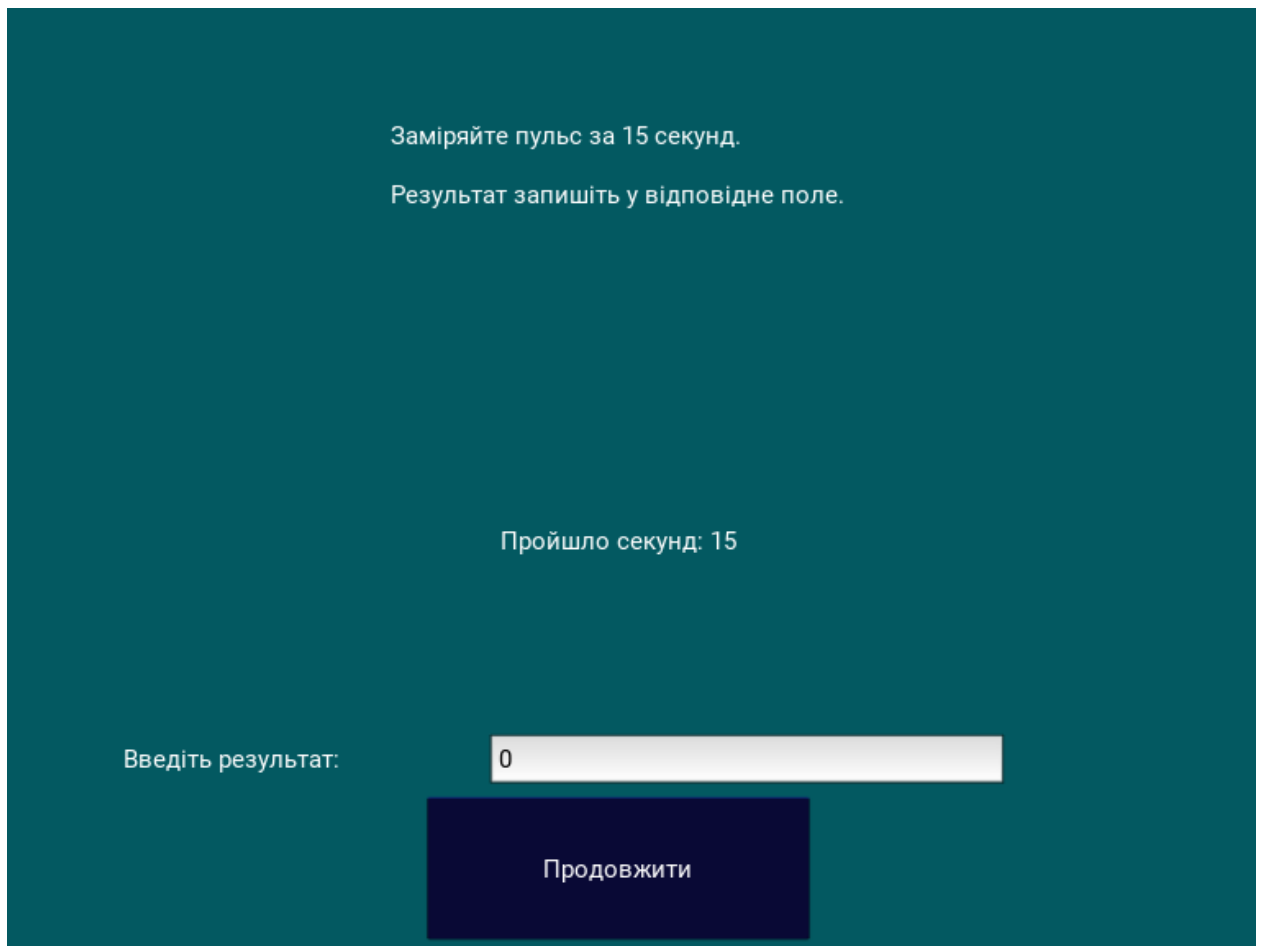 Заміряйте пульс за 15 секунд.
Результат запишіть у відповідне поле.
Пройшло секунд: 15
Введіть результат: 0
Продовжити